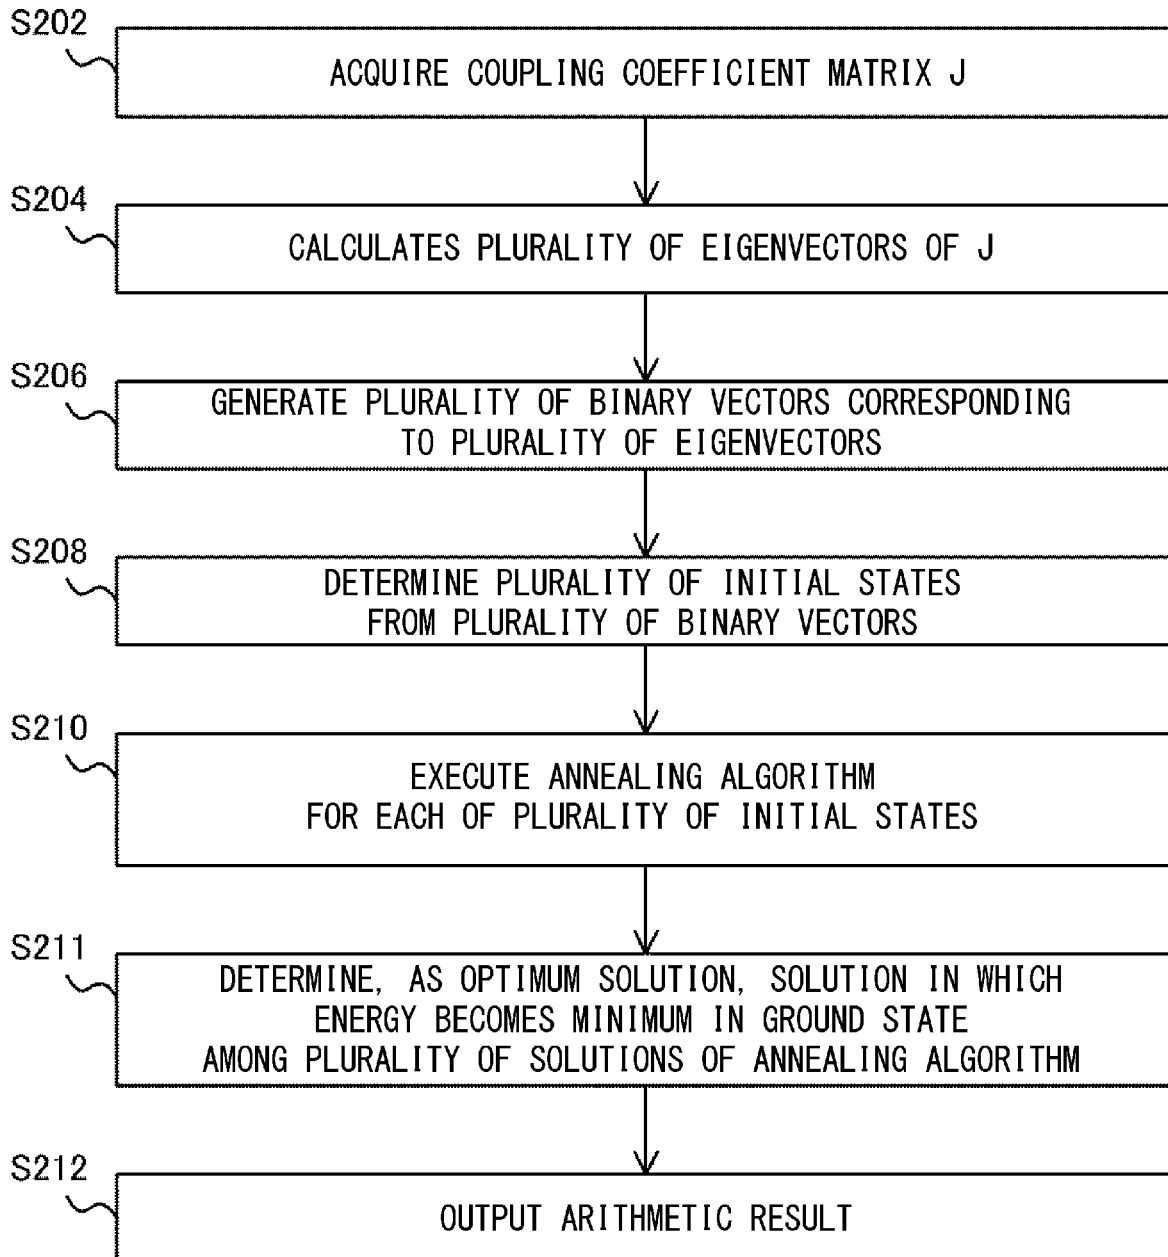 S202
ACQUIRE COUPLING COEFFICIENT MATRIX J
S204
CALCULATES PLURALITY OF EIGENVECTORS OF J
S206
GENERATE PLURALITY OF BINARY VECTORS CORRESPONDING
TO PLURALITY OF EIGENVECTORS
S208
DETERMINE PLURALITY OF INITIAL STATES
FROM PLURALITY OF BINARY VECTORS
S210
EXECUTE ANNEALING ALGORITHM
FOR EACH OF PLURALITY OF INITIAL STATES
S211
DETERMINE, AS OPTIMUM SOLUTION, SOLUTION IN WHICH
ENERGY BECOMES MINIMUM IN GROUND STATE
AMONG PLURALITY OF SOLUTIONS OF ANNEALING ALGORITHM
S212
OUTPUT ARITHMETIC RESULT